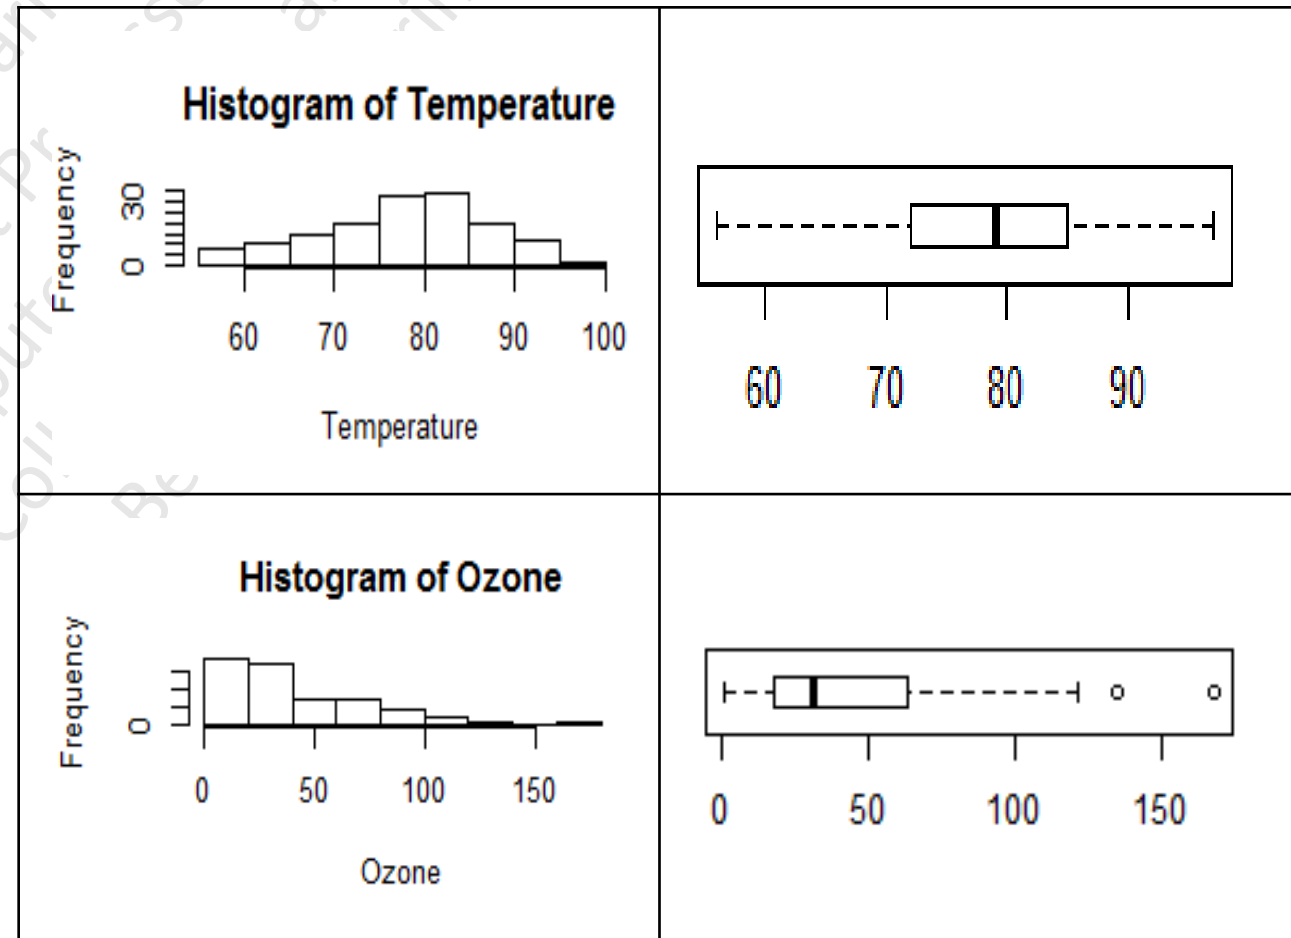 Histogram of Temperature
Frequency
0 30
60 70 80 90 100
Temperature
60 70 80 90
Histogram of Ozone
Frequency
0
0 50 100 150
Ozone
0 50 100 150